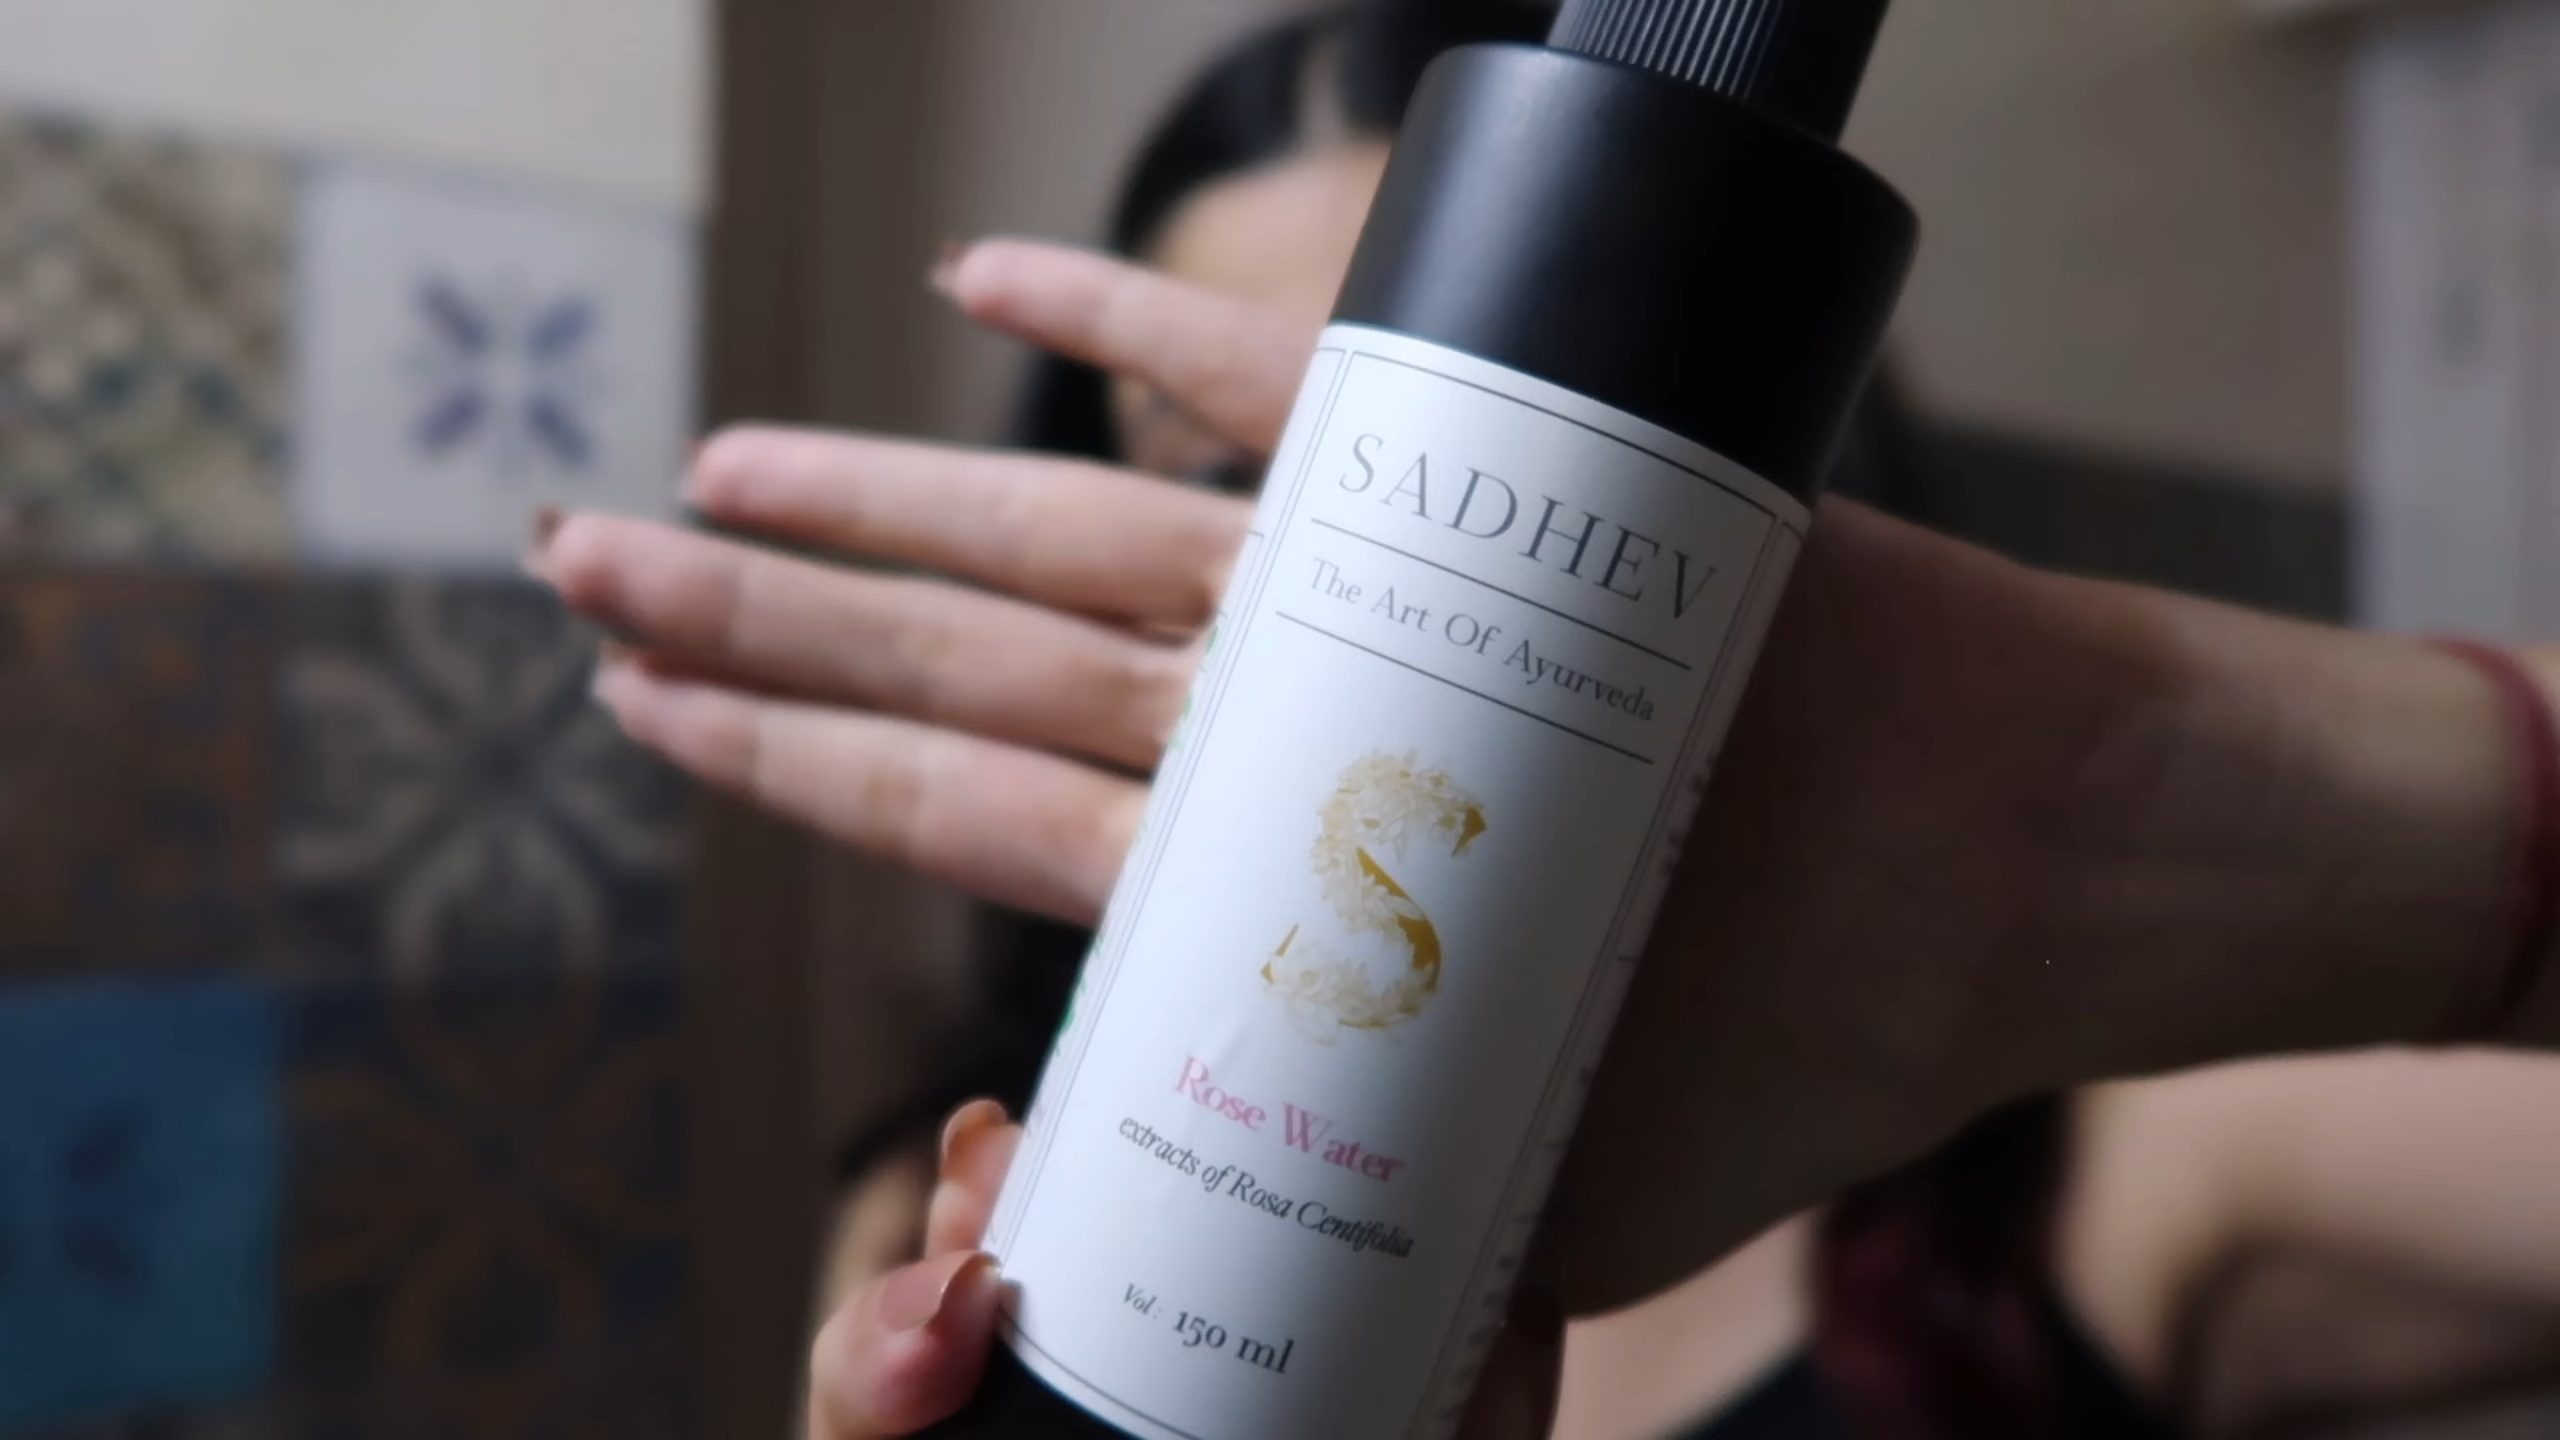 SADHEV
The Art Of Ayurveda
S
Rose Water
extracts of Rosa Centifolia
Vol: 150 ml